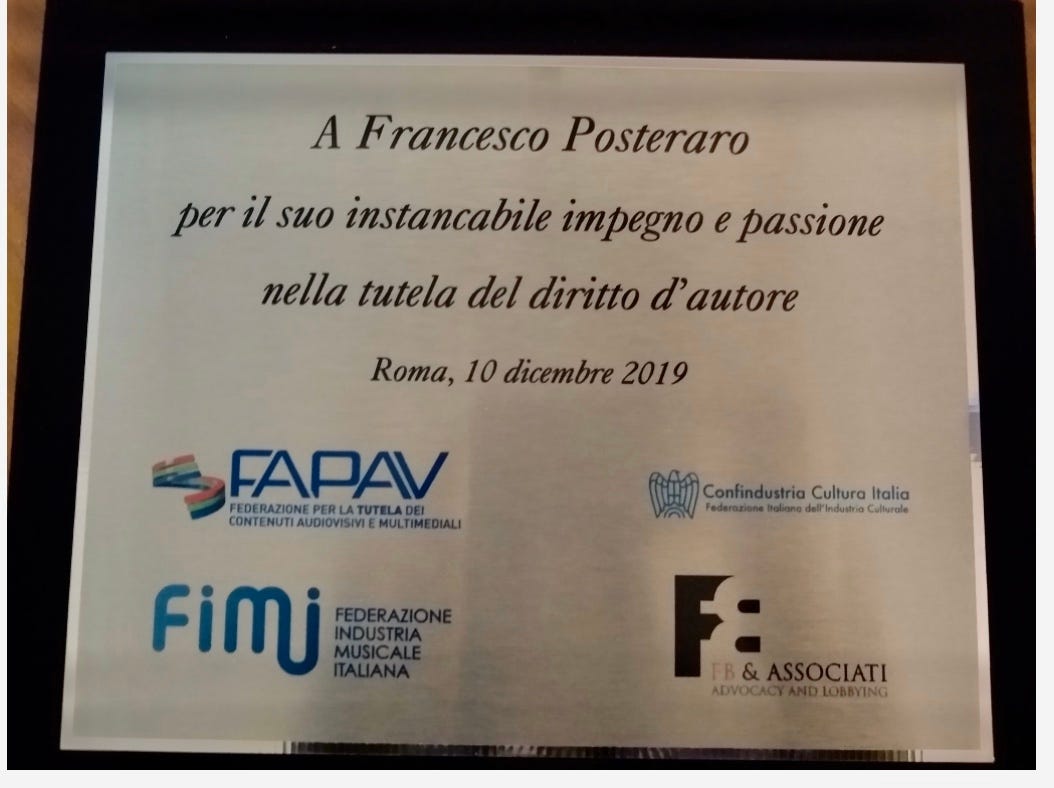 A Francesco Posteraro
per il suo instancabile impegno e passione
nella tutela del diritto d'autore
Roma, 10 dicembre 2019
FAPAV
FEDERAZIONE PER LA TUTELA DEI
CONTENUTI AUDIOVISIVI E MULTIMEDIALI
Confindustria Cultura Italia
Federazione Italiana dell'Industria Culturale
FiMi
FEDERAZIONE
INDUSTRIA
MUSICALE
ITALIANA
FB
FB & ASSOCIATI
ADVOCACY AND LOBBYING